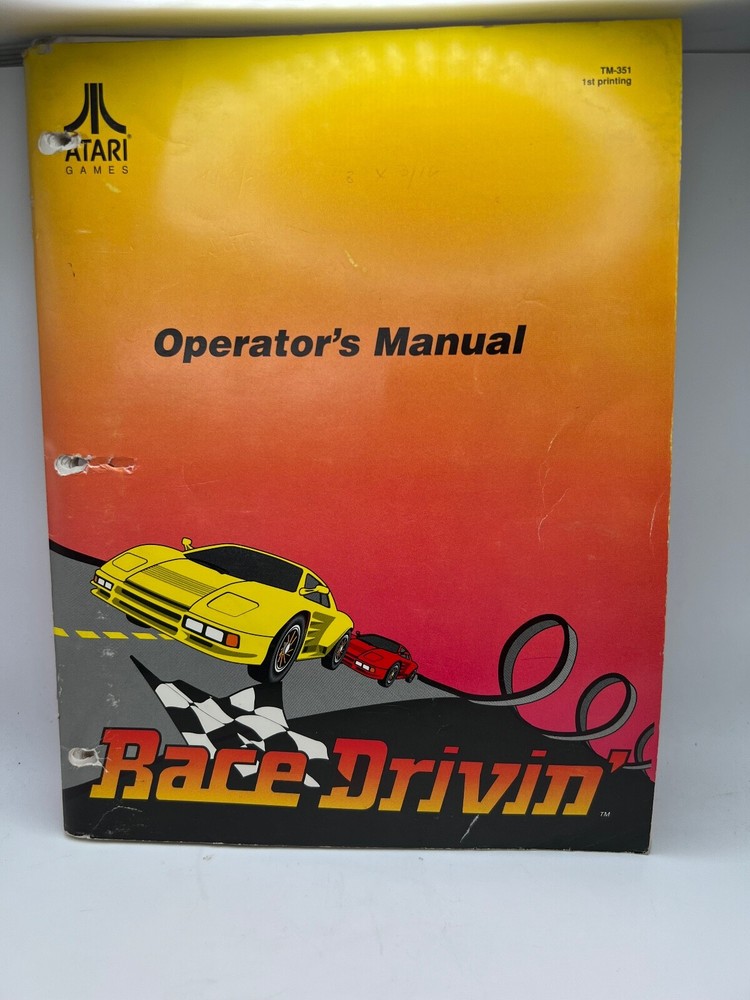 TM-351
1st printing
ATARI®
GAMES
Operator's Manual
Race Drivin'™